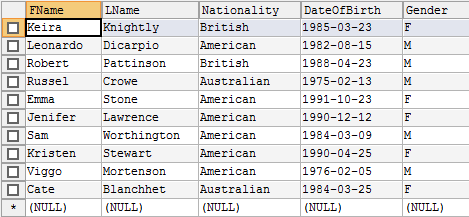 FName LName Nationality DateOfBirth Gender
Keira Knightly British 1985-03-23 F
Leonardo Dicarpio American 1982-08-15 M
Robert Pattinson British 1988-04-23 M
Russel Crowe Australian 1975-02-13 M
Emma Stone American 1991-10-23 F
Jenifer Lawrence American 1990-12-12 F
Sam Worthington American 1984-03-09 M
Kristen Stewart American 1990-04-25 F
Viggo Mortenson American 1976-02-05 M
Cate Blanchhet Australian 1984-03-25 F
* (NULL) (NULL) (NULL) (NULL) (NULL)